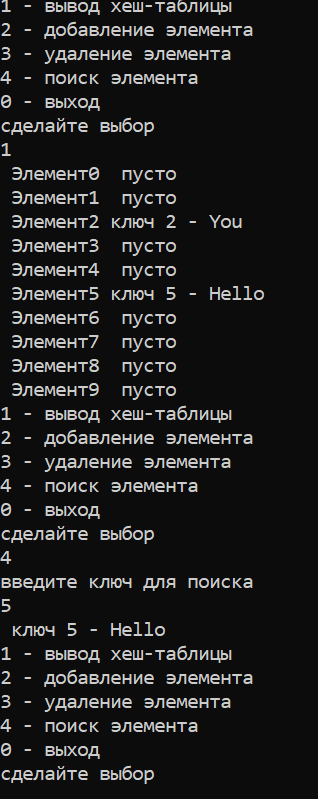 1 - вывод хеш-таблицы
2 - добавление элемента
3 - удаление элемента
4 - поиск элемента
0 - выход
сделайте выбор
1
Элемент0  пусто
Элемент1  пусто
Элемент2 ключ 2 - You
Элемент3  пусто
Элемент4  пусто
Элемент5 ключ 5 - Hello
Элемент6  пусто
Элемент7  пусто
Элемент8  пусто
Элемент9  пусто
1 - вывод хеш-таблицы
2 - добавление элемента
3 - удаление элемента
4 - поиск элемента
0 - выход
сделайте выбор
4
введите ключ для поиска
5
ключ 5 - Hello
1 - вывод хеш-таблицы
2 - добавление элемента
3 - удаление элемента
4 - поиск элемента
0 - выход
сделайте выбор